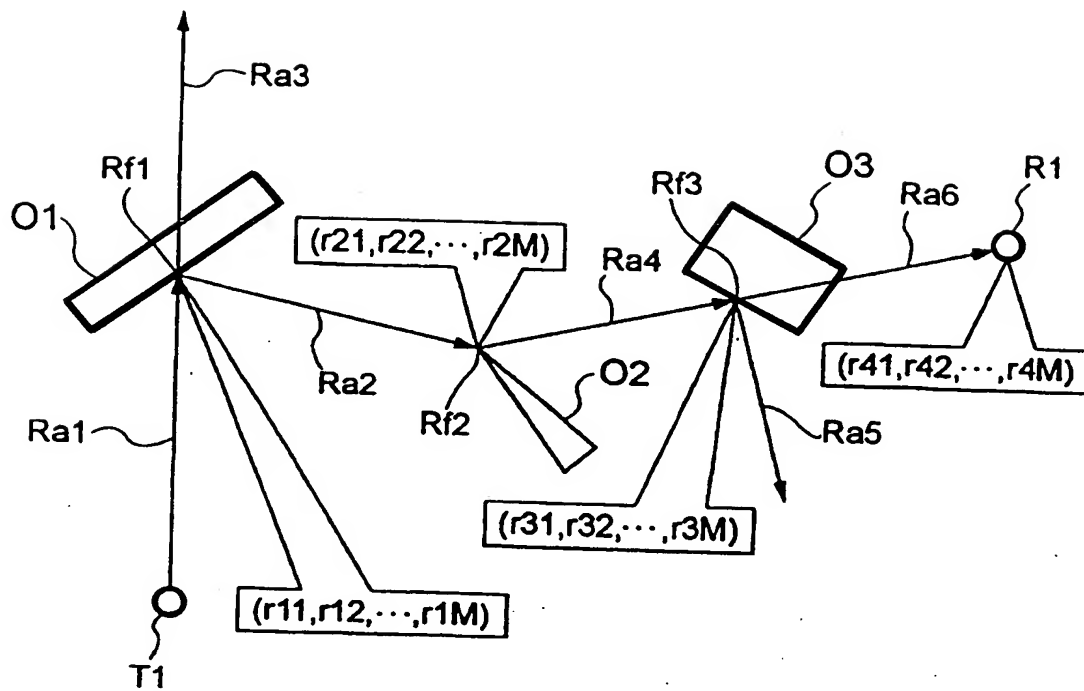 Ra3
Rf1
O1
(r21,r22,···,r2M)
Rf3
O3
Ra6
R1
Ra4
Ra2
Rf2
O2
(r41,r42,···,r4M)
Ra1
Ra5
(r31,r32,···,r3M)
(r11,r12,···,r1M)
T1